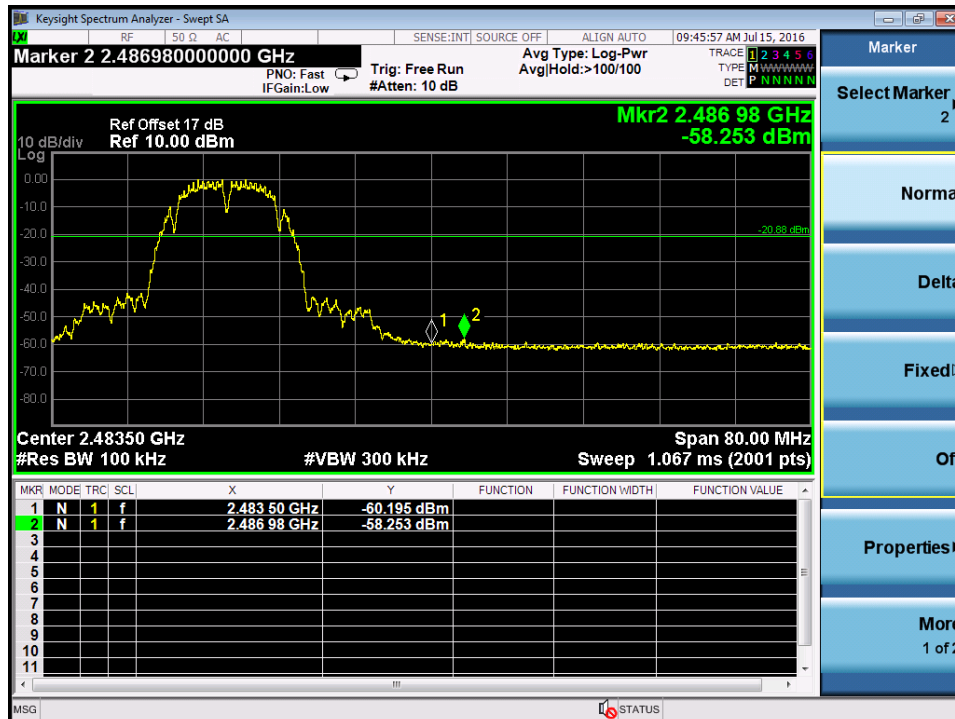 Keysight Spectrum Analyzer - Swept SA
LXI RF 50 Ω AC SENSE:INT SOURCE OFF ALIGN AUTO 09:45:57 AM Jul 15, 2016
Marker 2 2.486980000000 GHz
PNO: Fast
IFGain:Low
Trig: Free Run
#Atten: 10 dB
Avg Type: Log-Pwr
Avg|Hold:>100/100
TRACE 1 2 3 4 5 6
TYPE M WWWWW
DET P N N N N N
Mkr2 2.486 98 GHz
-58.253 dBm
Ref Offset 17 dB
10 dB/div Ref 10.00 dBm
Log
0.00
-10.0
-20.0
-20.86 dBm
-30.0
-40.0
-50.0
1 2
-60.0
-70.0
-80.0
Center 2.48350 GHz Span 80.00 MHz
#Res BW 100 kHz #VBW 300 kHz Sweep 1.067 ms (2001 pts)
MKR MODE TRC SCL X Y FUNCTION FUNCTION WIDTH FUNCTION VALUE
1 N 1 f 2.483 50 GHz -60.195 dBm
2 N 1 f 2.486 98 GHz -58.253 dBm
3
4
5
6
7
8
9
10
11
MSG STATUS
Marker
Select Marker
2
Norma
Delta
Fixed
Of
Properties
More
1 of 2